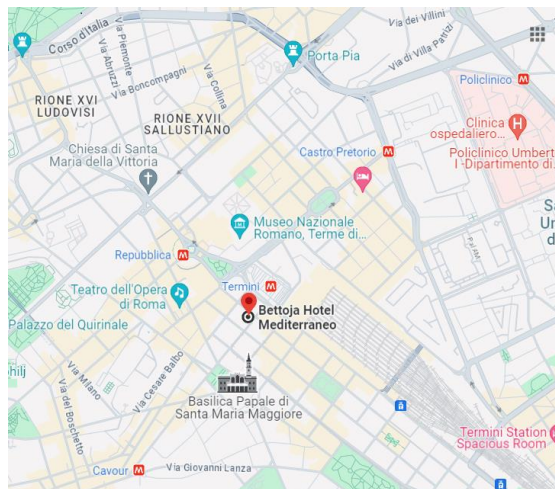 Via dei Villini
Corso d'Italia
Via Piemonte
Via Abruzzi
Porta Pia
Via di Villa Patrizi
Via Boncompagni
Via Collina
Policlinico M
RIONE XVI
LUDOVISI
RIONE XVII
SALLUSTIANO
H
Clinica
ospedaliero...
Chiesa di Santa
Maria della Vittoria
Castro Pretorio M
Policlinico Umbert
I -Dipartimento di...
Museo Nazionale
Romano, Terme di...
Repubblica M
Termini M
Teatro dell'Opera
di Roma
Bettoja Hotel
Mediterraneo
Palazzo del Quirinale
Via Cesare Balbo
Via Milano
Via del Boschetto
Basilica Papale di
Santa Maria Maggiore
Termini Station
Spacious Room
Cavour M
Via Giovanni Lanza